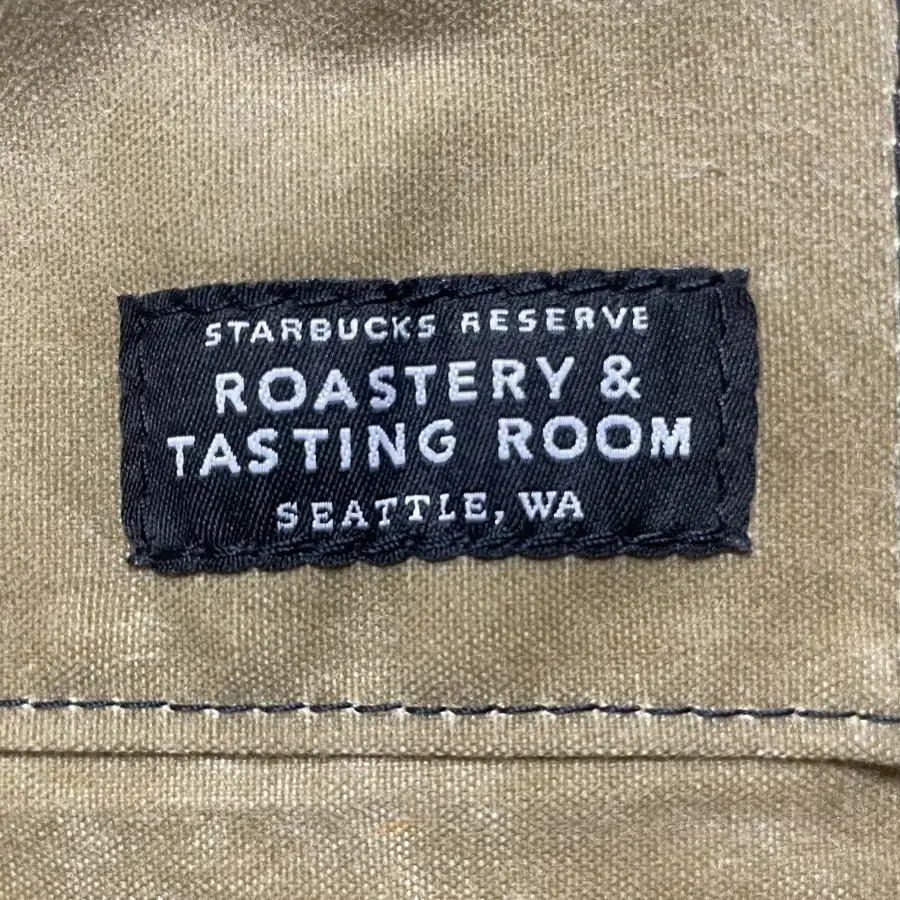 STARBUCKS RESERVE
ROASTERY &
TASTING ROOM
SEATTLE, WA